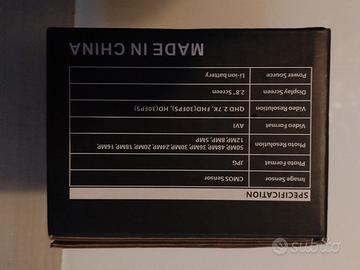 SPECIFICATION
Image Sensor CMOS Sensor
Photo Format JPG
Photo Resolution 50MP, 48MP, 36MP, 30MP, 24MP, 20MP, 18MP, 16MP,
12MP, 8MP, 5MP
Video Format AVI
Video Resolution QHD 2.7K, FHD(30FPS), HD(30FPS)
Display Screen 2.8" Screen
Power Source Li-ion battery
MADE IN CHINA
subito